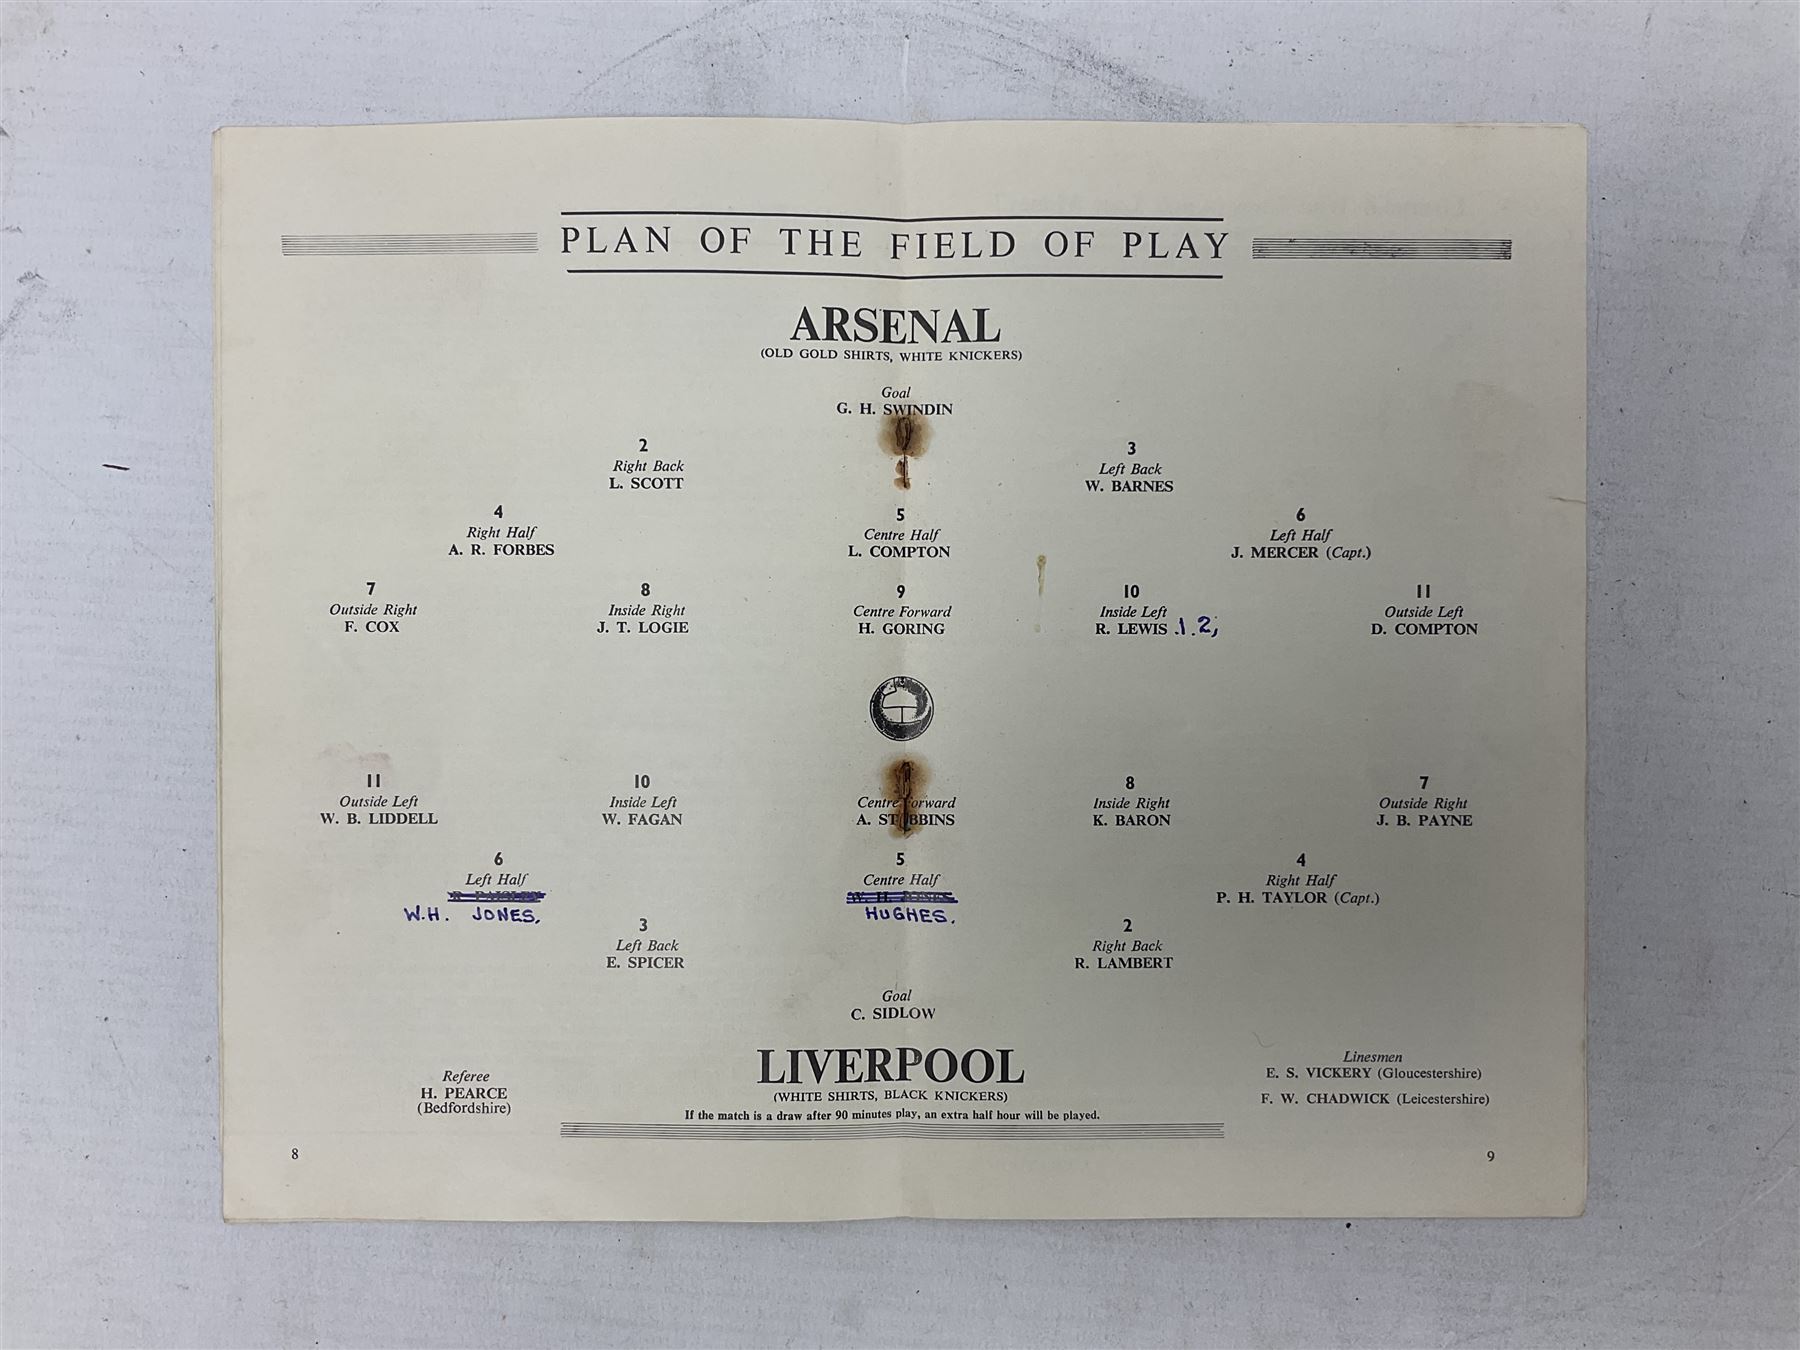 PLAN OF THE FIELD OF PLAY
ARSENAL
(OLD GOLD SHIRTS, WHITE KNICKERS)
Goal
G. H. SWINDIN
2
Right Back
L. SCOTT
3
Left Back
W. BARNES
4
Right Half
A. R. FORBES
5
Centre Half
L. COMPTON
6
Left Half
J. MERCER (Capt.)
7
Outside Right
F. COX
8
Inside Right
J. T. LOGIE
9
Centre Forward
H. GORING
10
Inside Left
R. LEWIS .1.2,
11
Outside Left
D. COMPTON
11
Outside Left
W. B. LIDDELL
10
Inside Left
W. FAGAN
Centre Forward
A. STUBBINS
8
Inside Right
K. BARON
7
Outside Right
J. B. PAYNE
6
Left Half
R PAISLEY
W.H. JONES.
5
Centre Half
W. H. JONES
HUGHES.
4
Right Half
P. H. TAYLOR (Capt.)
3
Left Back
E. SPICER
2
Right Back
R. LAMBERT
Goal
C. SIDLOW
LIVERPOOL
(WHITE SHIRTS, BLACK KNICKERS)
If the match is a draw after 90 minutes play, an extra half hour will be played.
Referee
H. PEARCE
(Bedfordshire)
Linesmen
E. S. VICKERY (Gloucestershire)
F. W. CHADWICK (Leicestershire)
8
9